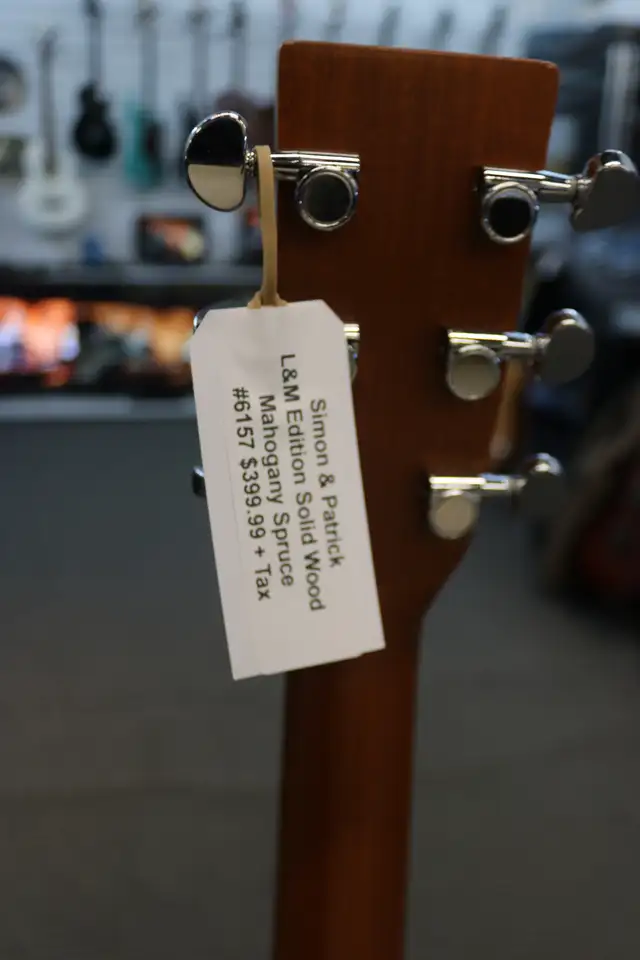 Simon & Patrick
L&M Edition Solid Wood
Mahogany Spruce
#6157 $399.99 + Tax